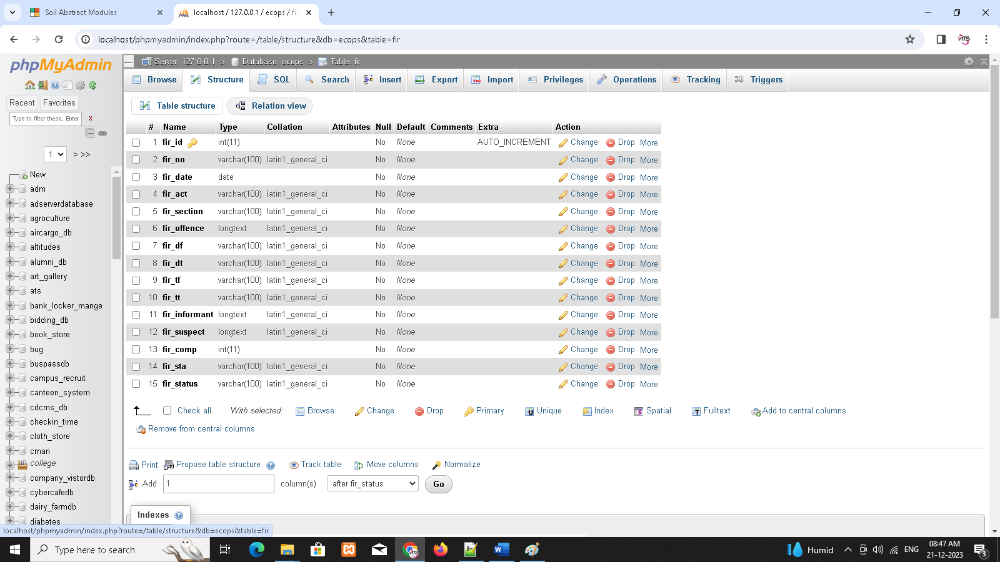 Soil Abstract Modules
localhost / 127.0.0.1 / ecops / fir
localhost/phpmyadmin/index.php?route=/table/structure&db=ecops&table=fir
phpMyAdmin
Recent Favorites
Type to filter these, Enter X
1 > >>
New
adm
adserverdatabase
agroculture
aircargo_db
altitudes
alumni_db
art_gallery
ats
bank_locker_mange
bidding_db
book_store
bug
buspassdb
campus_recruit
canteen_system
cdcms_db
checkin_time
cloth_store
cman
college
company_vistordb
cybercafedb
dairy_farmdb
diabetes
Server: 127.0.0.1 » Database: ecops » Table: fir
Browse Structure SQL Search Insert Export Import Privileges Operations Tracking Triggers
Table structure Relation view
# Name Type Collation Attributes Null Default Comments Extra Action
1 fir_id int(11) No None AUTO_INCREMENT Change Drop More
2 fir_no varchar(100) latin1_general_ci No None Change Drop More
3 fir_date date No None Change Drop More
4 fir_act varchar(100) latin1_general_ci No None Change Drop More
5 fir_section varchar(100) latin1_general_ci No None Change Drop More
6 fir_offence longtext latin1_general_ci No None Change Drop More
7 fir_df varchar(100) latin1_general_ci No None Change Drop More
8 fir_dt varchar(100) latin1_general_ci No None Change Drop More
9 fir_tf varchar(100) latin1_general_ci No None Change Drop More
10 fir_tt varchar(100) latin1_general_ci No None Change Drop More
11 fir_informant longtext latin1_general_ci No None Change Drop More
12 fir_suspect longtext latin1_general_ci No None Change Drop More
13 fir_comp int(11) No None Change Drop More
14 fir_sta varchar(100) latin1_general_ci No None Change Drop More
15 fir_status varchar(100) latin1_general_ci No None Change Drop More
Check all With selected: Browse Change Drop Primary Unique Index Spatial Fulltext Add to central columns
Remove from central columns
Print Propose table structure Track table Move columns Normalize
Add 1 column(s) after fir_status Go
Indexes
localhost/phpmyadmin/index.php?route=/table/structure&db=ecops&table=fir
Type here to search
Humid
ENG
08:47 AM
21-12-2023
3